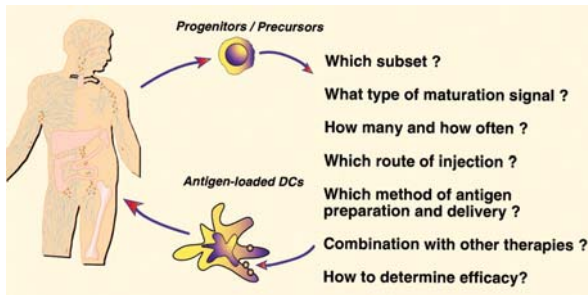 Progenitors / Precursors
Which subset ?
What type of maturation signal ?
How many and how often ?
Which route of injection ?
Antigen-loaded DCs
Which method of antigen
preparation and delivery ?
Combination with other therapies ?
How to determine efficacy?